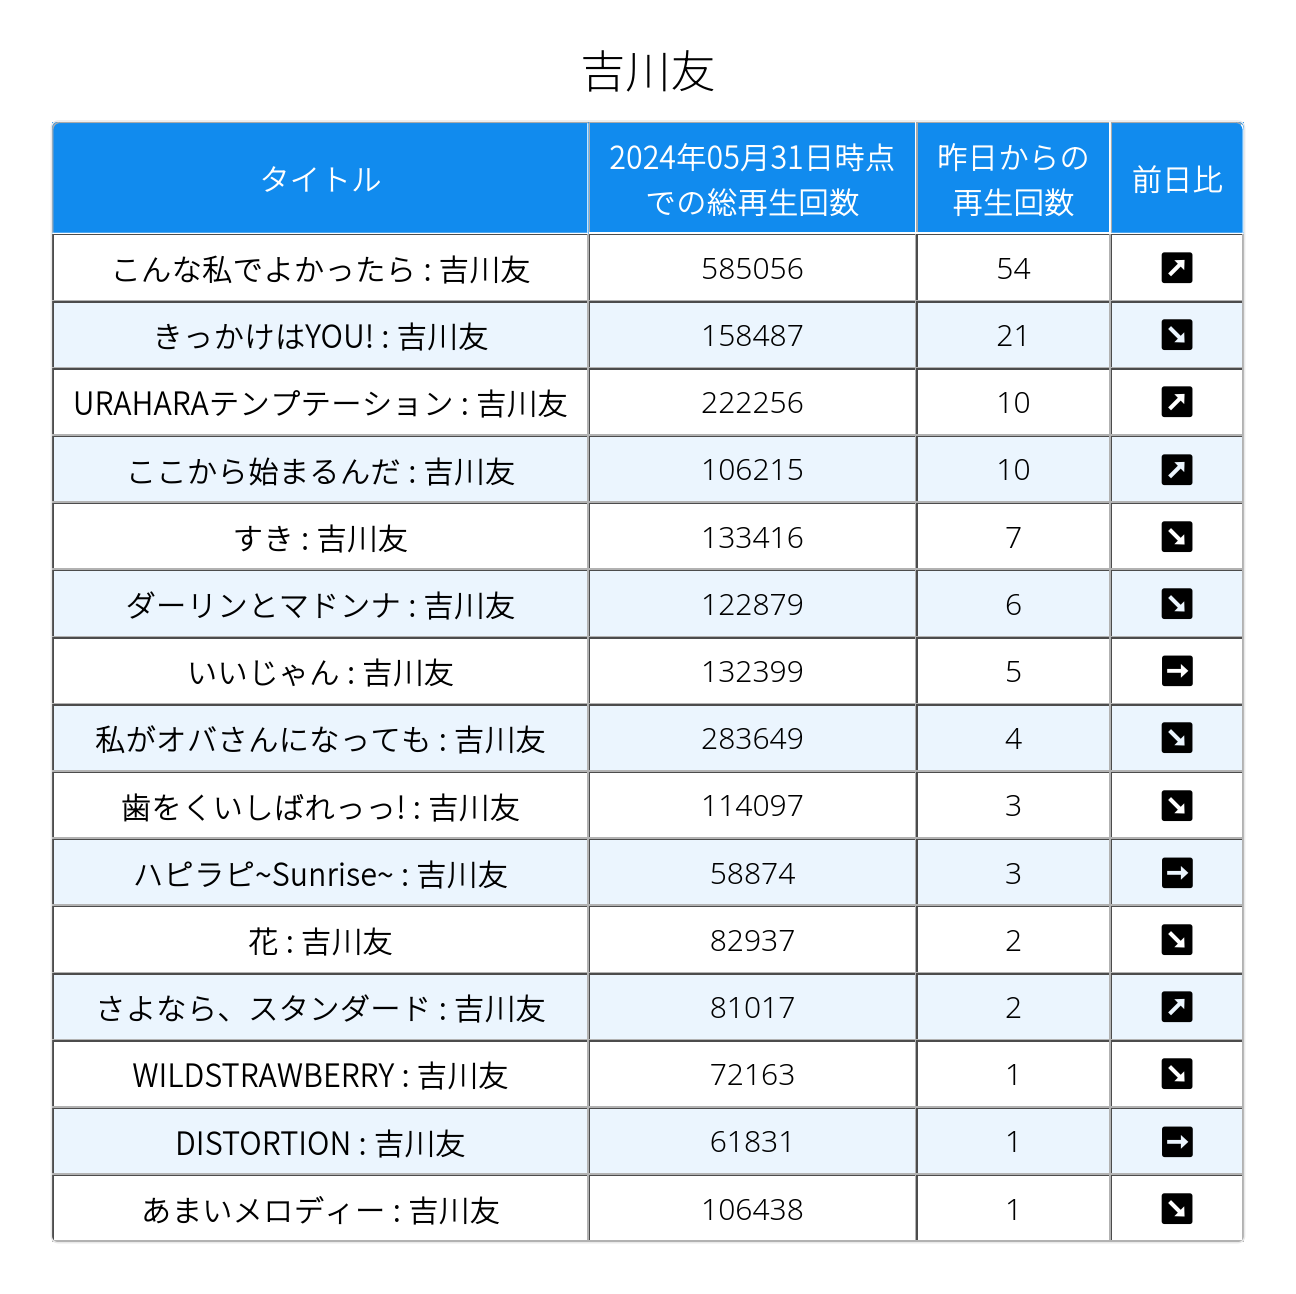 吉川友
タイトル 2024年05月31日時点での総再生回数 昨日からの再生回数 前日比
こんな私でよかったら : 吉川友 585056 54 ↗
きっかけはYOU! : 吉川友 158487 21 ↘
URAHARAテンプテーション : 吉川友 222256 10 ↗
ここから始まるんだ : 吉川友 106215 10 ↗
すき : 吉川友 133416 7 ↘
ダーリンとマドンナ : 吉川友 122879 6 ↘
いいじゃん : 吉川友 132399 5 →
私がオバさんになっても : 吉川友 283649 4 ↘
歯をくいしばれっっ! : 吉川友 114097 3 ↘
ハピラピ~Sunrise~ : 吉川友 58874 3 →
花 : 吉川友 82937 2 ↘
さよなら、スタンダード : 吉川友 81017 2 ↗
WILDSTRAWBERRY : 吉川友 72163 1 ↘
DISTORTION : 吉川友 61831 1 →
あまいメロディー : 吉川友 106438 1 ↘